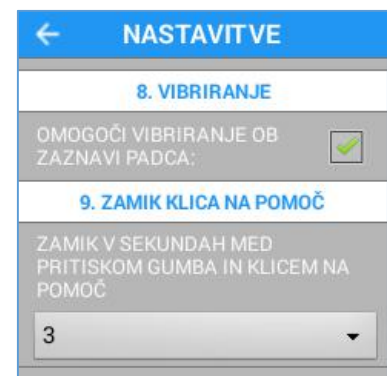 NASTAVITVE
8. VIBRIRANJE
OMOGOČI VIBRIRANJE OB
ZAZNAVI PADCA:
9. ZAMIK KLICA NA POMOČ
ZAMIK V SEKUNDAH MED
PRITISKOM GUMBA IN KLICEM NA
POMOČ
3